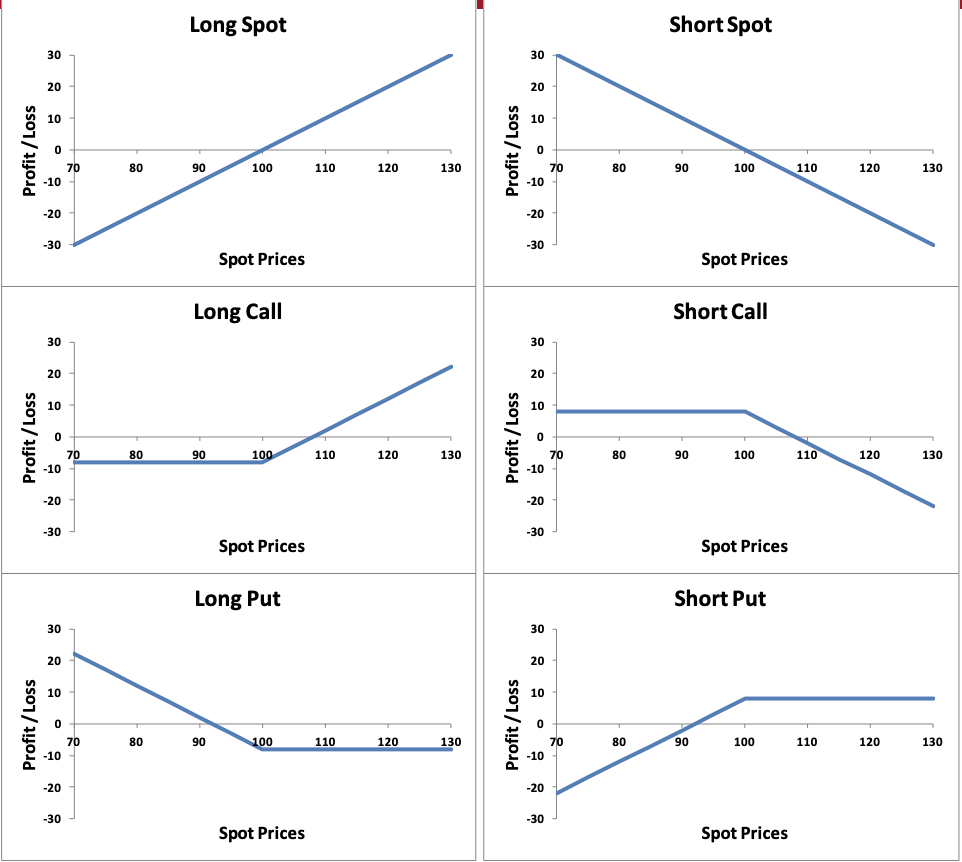 Long Spot
30
20
10
0
-10
-20
-30
70 80 90 100 110 120 130
Profit / Loss
Spot Prices
Short Spot
30
20
10
0
-10
-20
-30
70 80 90 100 110 120 130
Profit / Loss
Spot Prices
Long Call
30
20
10
0
-10
-20
-30
70 80 90 100 110 120 130
Profit / Loss
Spot Prices
Short Call
30
20
10
0
-10
-20
-30
70 80 90 100 110 120 130
Profit / Loss
Spot Prices
Long Put
30
20
10
0
-10
-20
-30
70 80 90 100 110 120 130
Profit / Loss
Spot Prices
Short Put
30
20
10
0
-10
-20
-30
70 80 90 100 110 120 130
Profit / Loss
Spot Prices